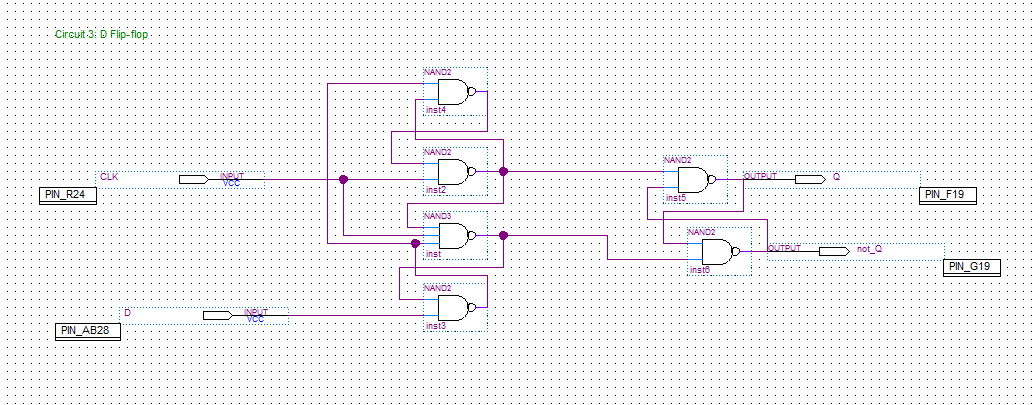 Circuit 3: D Flip-flop
NAND2
inst4
NAND2
inst2
CLK
INPUT
VCC
PIN_R24
NAND2
inst5
OUTPUT
Q
PIN_F19
NAND3
inst
NAND2
inst6
OUTPUT
not_Q
PIN_G19
NAND2
inst3
D
INPUT
VCC
PIN_AB28